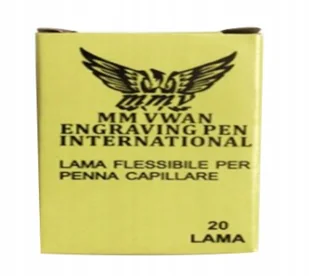 MMV
MM VWAN
ENGRAVING PEN
INTERNATIONAL
LAMA FLESSIBILE PER
PENNA CAPILLARE
20
LAMA